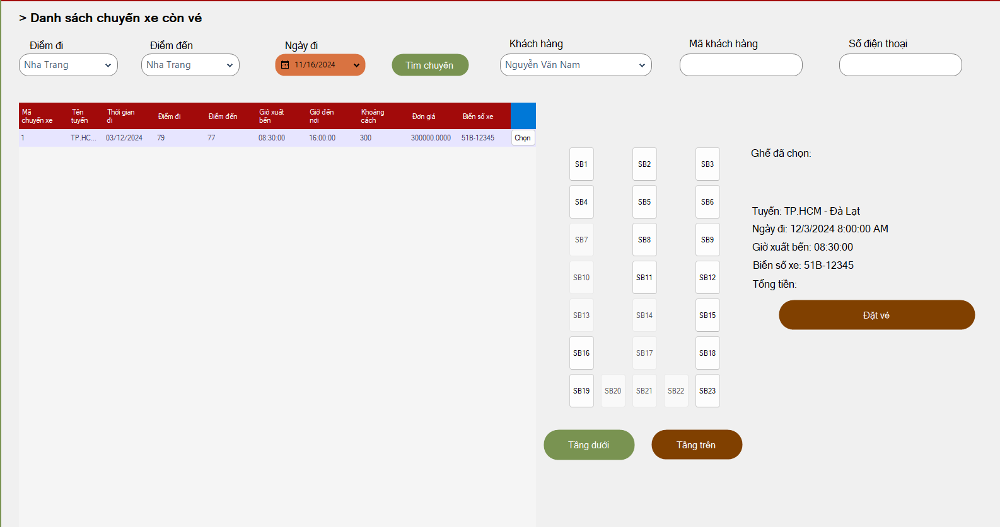 > Danh sách chuyến xe còn vé
Điểm đi
Điểm đến
Ngày đi
Khách hàng
Mã khách hàng
Số điện thoại
Nha Trang
Nha Trang
11/16/2024
Tìm chuyến
Nguyễn Văn Nam
Mã chuyến xe
Tên tuyến
Thời gian đi
Điểm đi
Điểm đến
Giờ xuất bến
Giờ đến nơi
Khoảng cách
Đơn giá
Biển số xe
1 TP.HC... 03/12/2024 79 77 08:30:00 16:00:00 300 300000.0000 51B-12345 Chọn
SB1 SB2 SB3
SB4 SB5 SB6
SB7 SB8 SB9
SB10 SB11 SB12
SB13 SB14 SB15
SB16 SB17 SB18
SB19 SB20 SB21 SB22 SB23
Tầng dưới
Tầng trên
Ghế đã chọn:
Tuyến: TP.HCM - Đà Lạt
Ngày đi: 12/3/2024 8:00:00 AM
Giờ xuất bến: 08:30:00
Biển số xe: 51B-12345
Tổng tiền:
Đặt vé